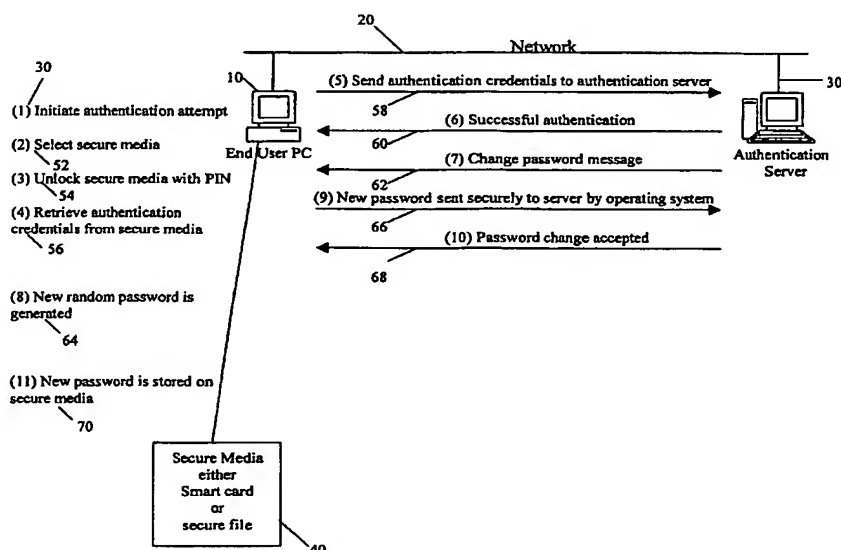 20
Network
30
10
30
(5) Send authentication credentials to authentication server
58
(1) Initiate authentication attempt
(6) Successful authentication
60
(2) Select secure media
52
End User PC
Authentication
Server
(7) Change password message
62
(3) Unlock secure media with PIN
54
(9) New password sent securely to server by operating system
66
(4) Retrieve authentication
credentials from secure media
56
(10) Password change accepted
68
(8) New random password is
generated
64
(11) New password is stored on
secure media
70
Secure Media
either
Smart card
or
secure file
40